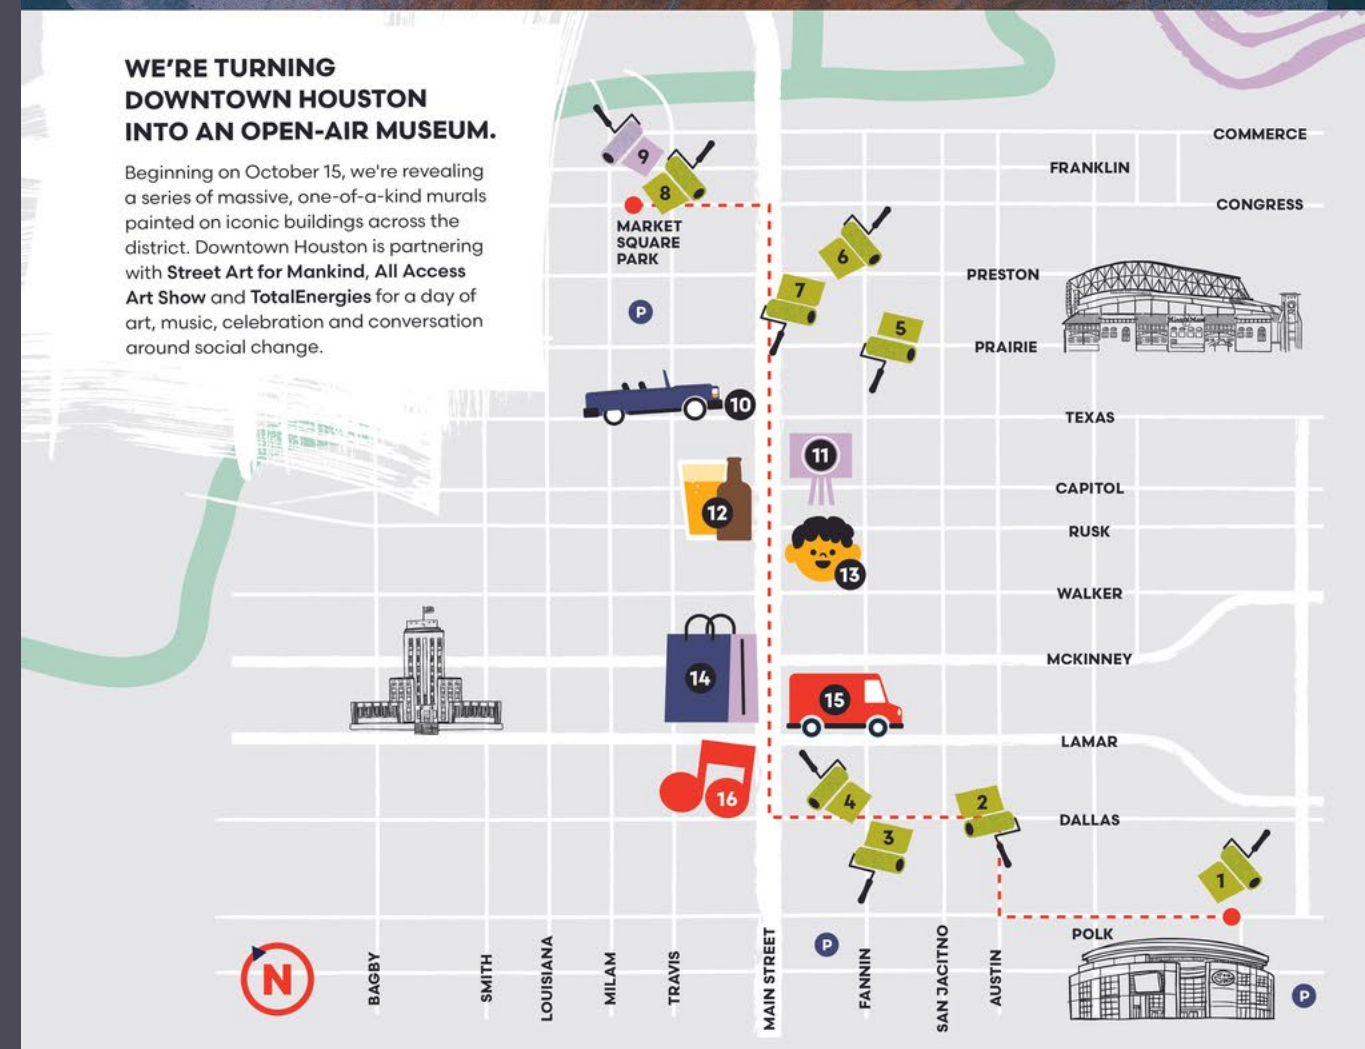 WE'RE TURNING
DOWNTOWN HOUSTON
INTO AN OPEN-AIR MUSEUM.
Beginning on October 15, we're revealing
a series of massive, one-of-a-kind murals
painted on iconic buildings across the
district. Downtown Houston is partnering
with Street Art for Mankind, All Access
Art Show and TotalEnergies for a day of
art, music, celebration and conversation
around social change.
COMMERCE
FRANKLIN
CONGRESS
9
8
MARKET
SQUARE
PARK
6
PRESTON
7
P
5
PRAIRIE
10
TEXAS
11
CAPITOL
12
RUSK
13
WALKER
MCKINNEY
14
15
LAMAR
16
4
2
DALLAS
3
1
POLK
P
P
N
BAGBY
SMITH
LOUISIANA
MILAM
TRAVIS
MAIN STREET
FANNIN
SAN JACITNO
AUSTIN